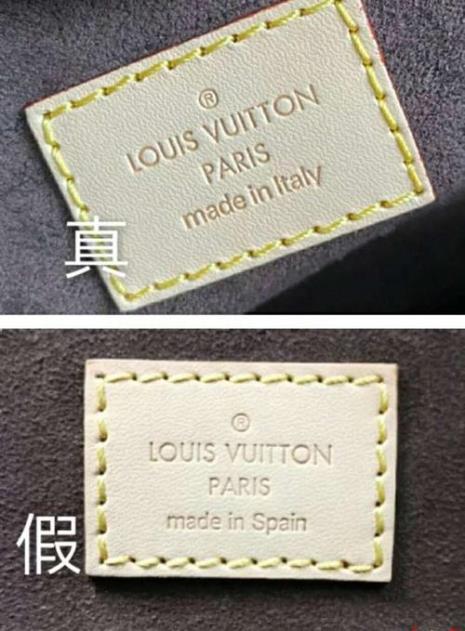 ®
LOUIS VUITTON
PARIS
made in Italy
真
®
LOUIS VUITTON
PARIS
made in Spain
假